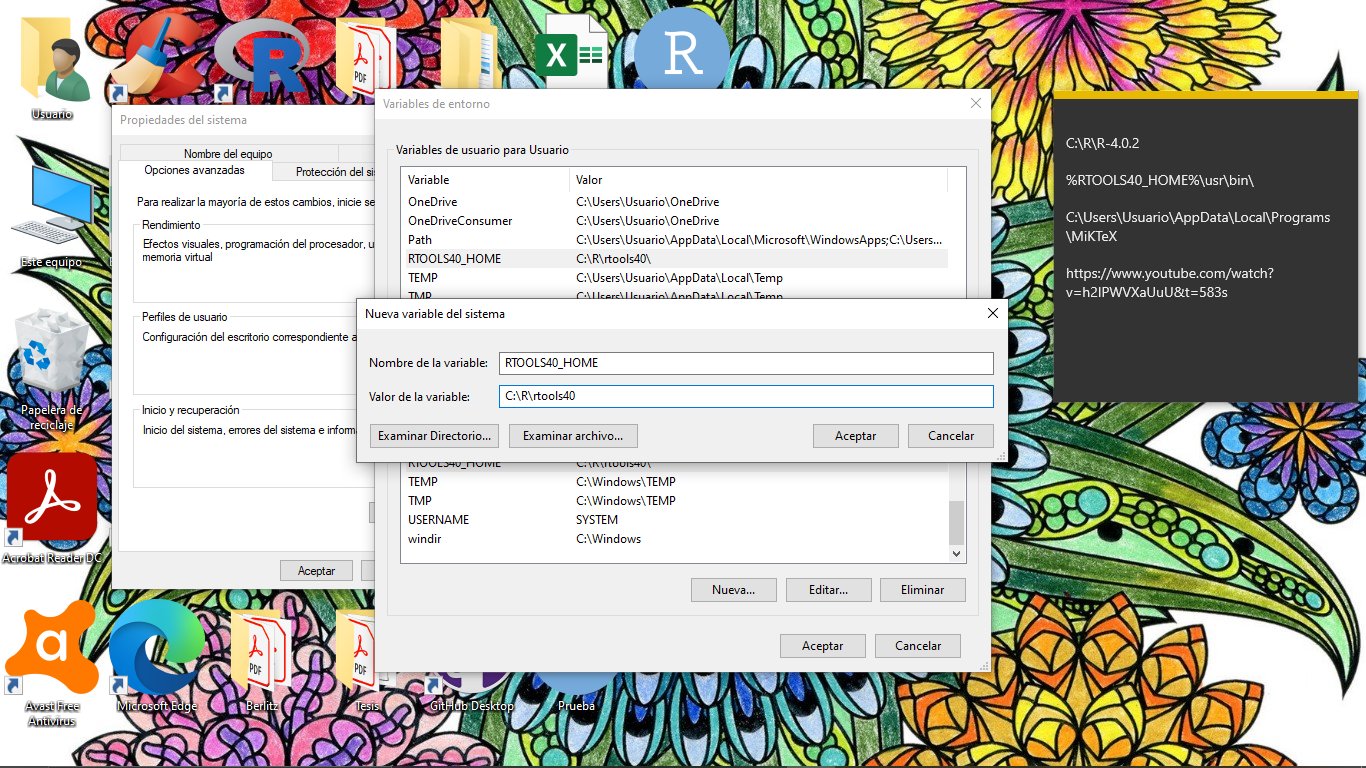 Usuario
Este equipo
Papelera de
reciclaje
Acrobat Reader DC
Avast Free
Antivirus
Microsoft Edge
Berlitz
Tesis
GitHub Desktop
Prueba
PDF
X
R
R
PDF
PDF
a
Propiedades del sistema
Nombre del equipo
Opciones avanzadas
Protección del si
Para realizar la mayoría de estos cambios, inicie se
Rendimiento
Efectos visuales, programación del procesador, u
memoria virtual
Perfiles de usuario
Configuración del escritorio correspondiente a
Inicio y recuperación
Inicio del sistema, errores del sistema e informa
Aceptar
Variables de entorno
Variables de usuario para Usuario
Variable Valor
OneDrive C:\Users\Usuario\OneDrive
OneDriveConsumer C:\Users\Usuario\OneDrive
Path C:\Users\Usuario\AppData\Local\Microsoft\WindowsApps;C:\Users...
RTOOLS40_HOME C:\R\rtools40\
TEMP C:\Users\Usuario\AppData\Local\Temp
TMP C:\Users\Usuario\AppData\Local\Temp
Nueva variable del sistema
Nombre de la variable: RTOOLS40_HOME
Valor de la variable: C:\R\rtools40
Examinar Directorio... Examinar archivo... Aceptar Cancelar
RTOOLS40_HOME C:\R\rtools40\
TEMP C:\Windows\TEMP
TMP C:\Windows\TEMP
USERNAME SYSTEM
windir C:\Windows
Nueva... Editar... Eliminar
Aceptar Cancelar
C:\R\R-4.0.2
%RTOOLS40_HOME%\usr\bin\
C:\Users\Usuario\AppData\Local\Programs
\MiKTeX
https://www.youtube.com/watch?
v=h2IPWVXaUuU&t=583s